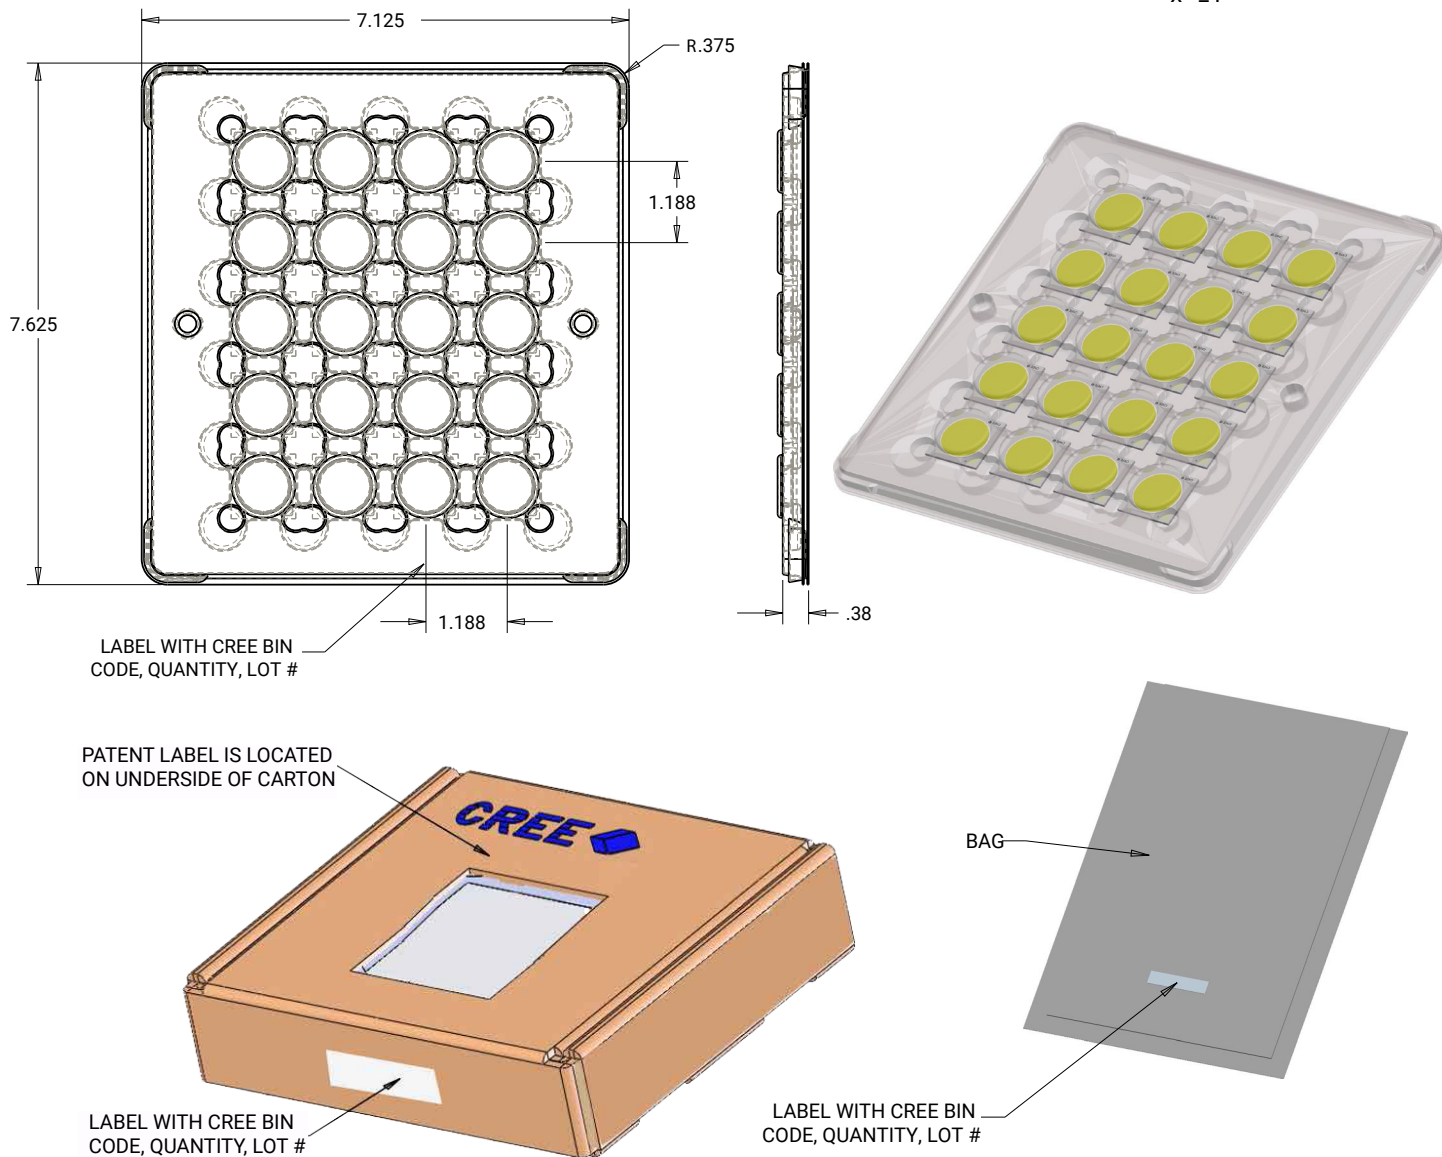 7.125
R.375
1.188
7.625
1.188
.38
LABEL WITH CREE BIN
CODE, QUANTITY, LOT #
PATENT LABEL IS LOCATED
ON UNDERSIDE OF CARTON
CREE
BAG
LABEL WITH CREE BIN
CODE, QUANTITY, LOT #
LABEL WITH CREE BIN
CODE, QUANTITY, LOT #